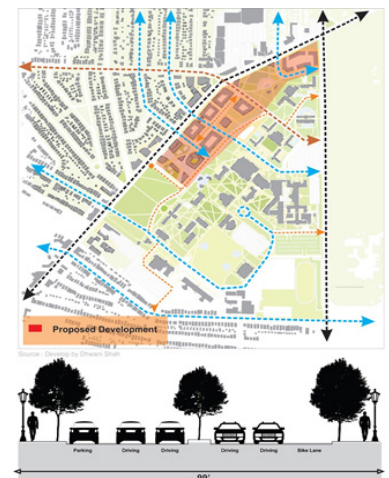 Proposed Development
Source : Develop by Dhwani Shah
Parking Driving Driving Driving Driving Bike Lane
99'